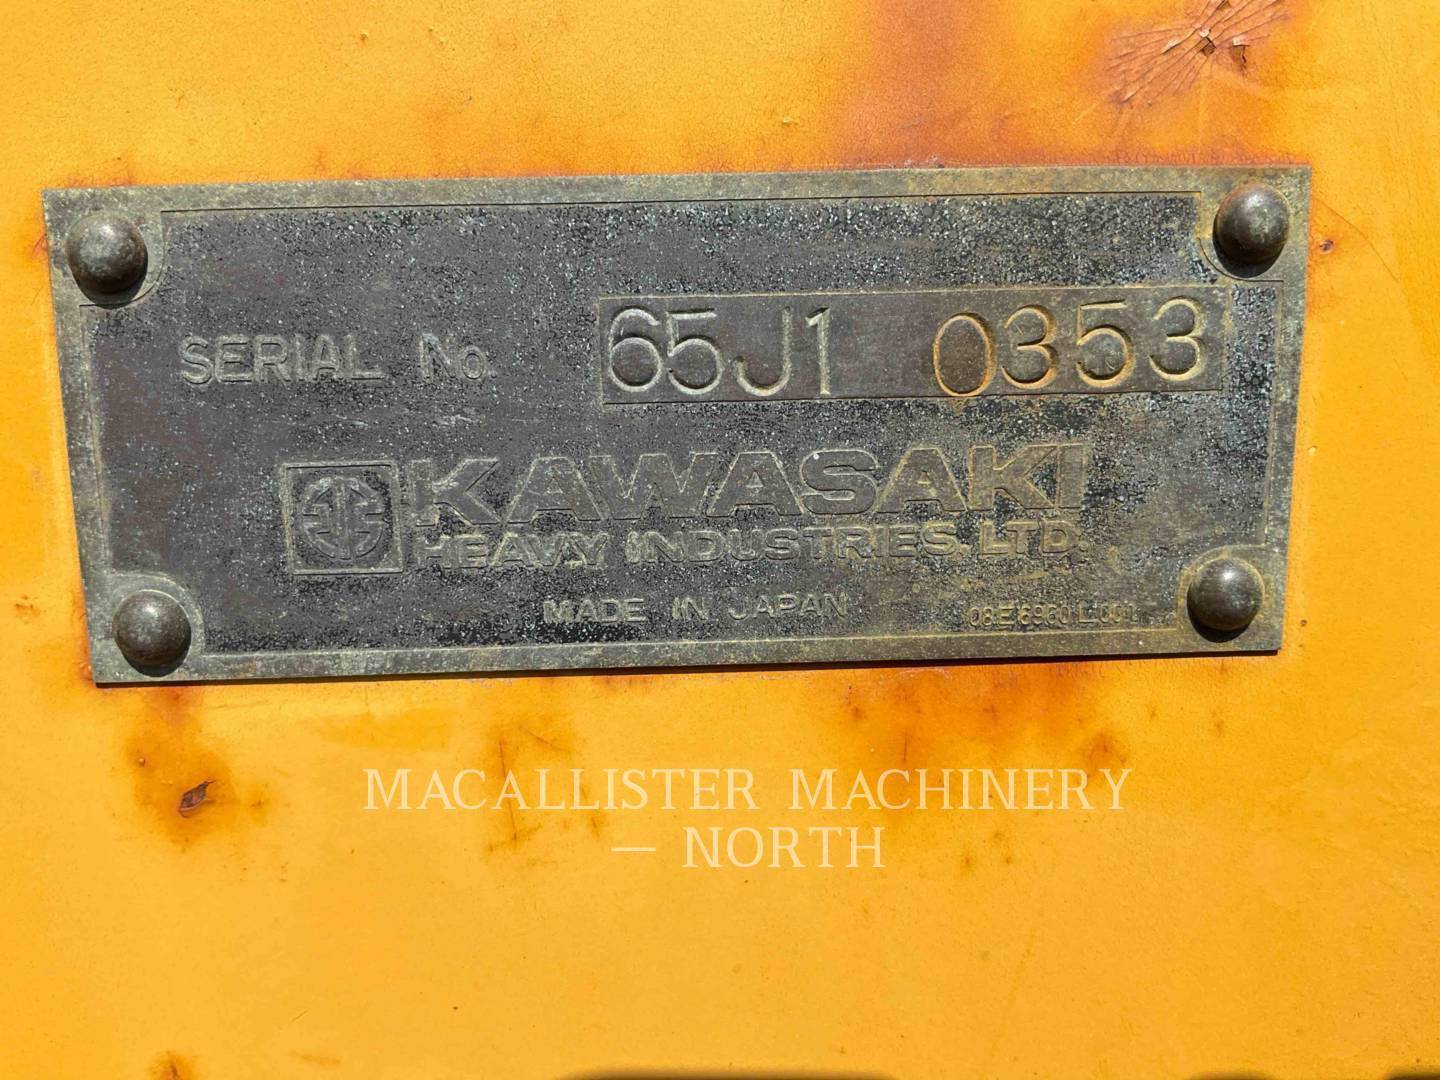 SERIAL No. 65J1 0353
KAWASAKI
HEAVY INDUSTRIES, LTD.
MADE IN JAPAN
MACALLISTER MACHINERY
— NORTH